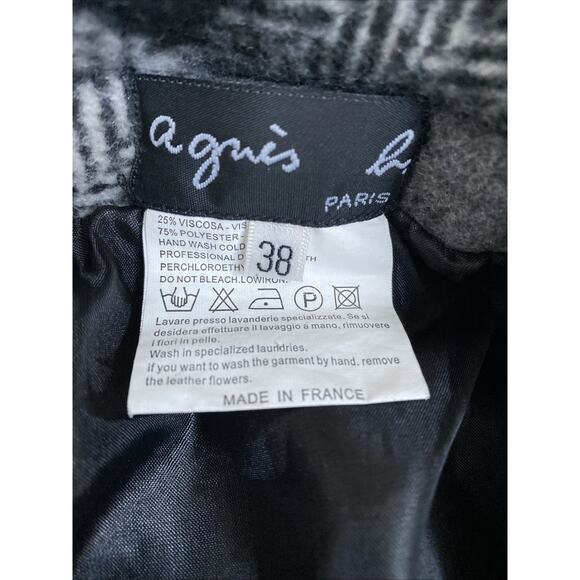 agnès b.
PARIS
25% VISCOSA - VIS
75% POLYESTER
38
HAND WASH COLD
PROFESSIONAL D TH
PERCHLOROETHY
DO NOT BLEACH.LOWIRON.
P
Lavare presso lavanderie specializzate. Se si
desidera effettuare il lavaggio a mano, rimuovere
i fiori in pelle.
Wash in specialized laundries.
if you want to wash the garment by hand. remove
the leather flowers.
MADE IN FRANCE